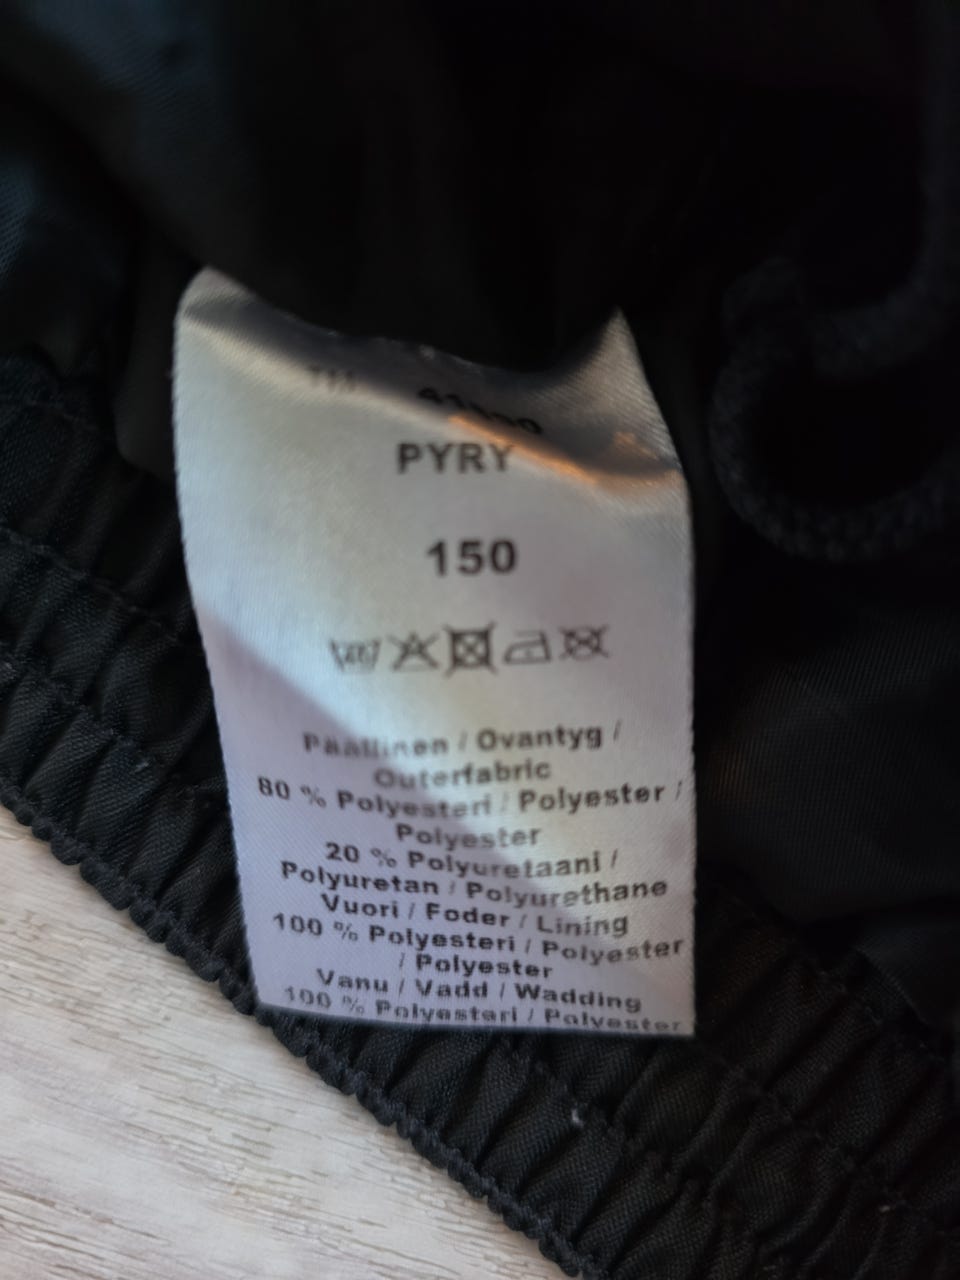 PYRY
150
Päällinen / Ovantyg /
Outerfabric
80 % Polyesteri / Polyester /
Polyester
20 % Polyuretaani /
Polyuretan / Polyurethane
Vuori / Foder / Lining
100 % Polyesteri / Polyester
/ Polyester
Vanu / Vadd / Wadding
100 % Polyesteri / Polyester